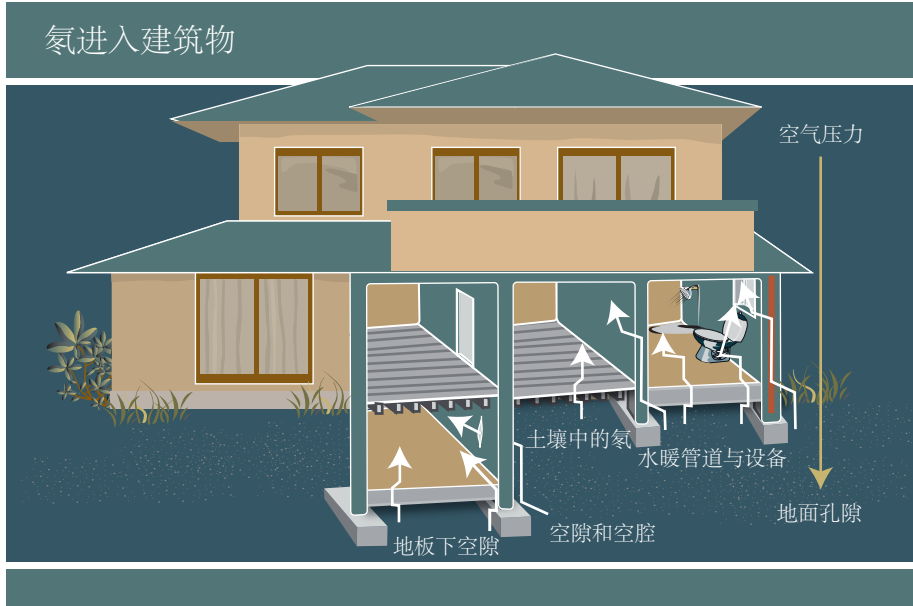 氡进入建筑物
空气压力
土壤中的氡
水暖管道与设备
地面孔隙
空隙和空腔
地板下空隙